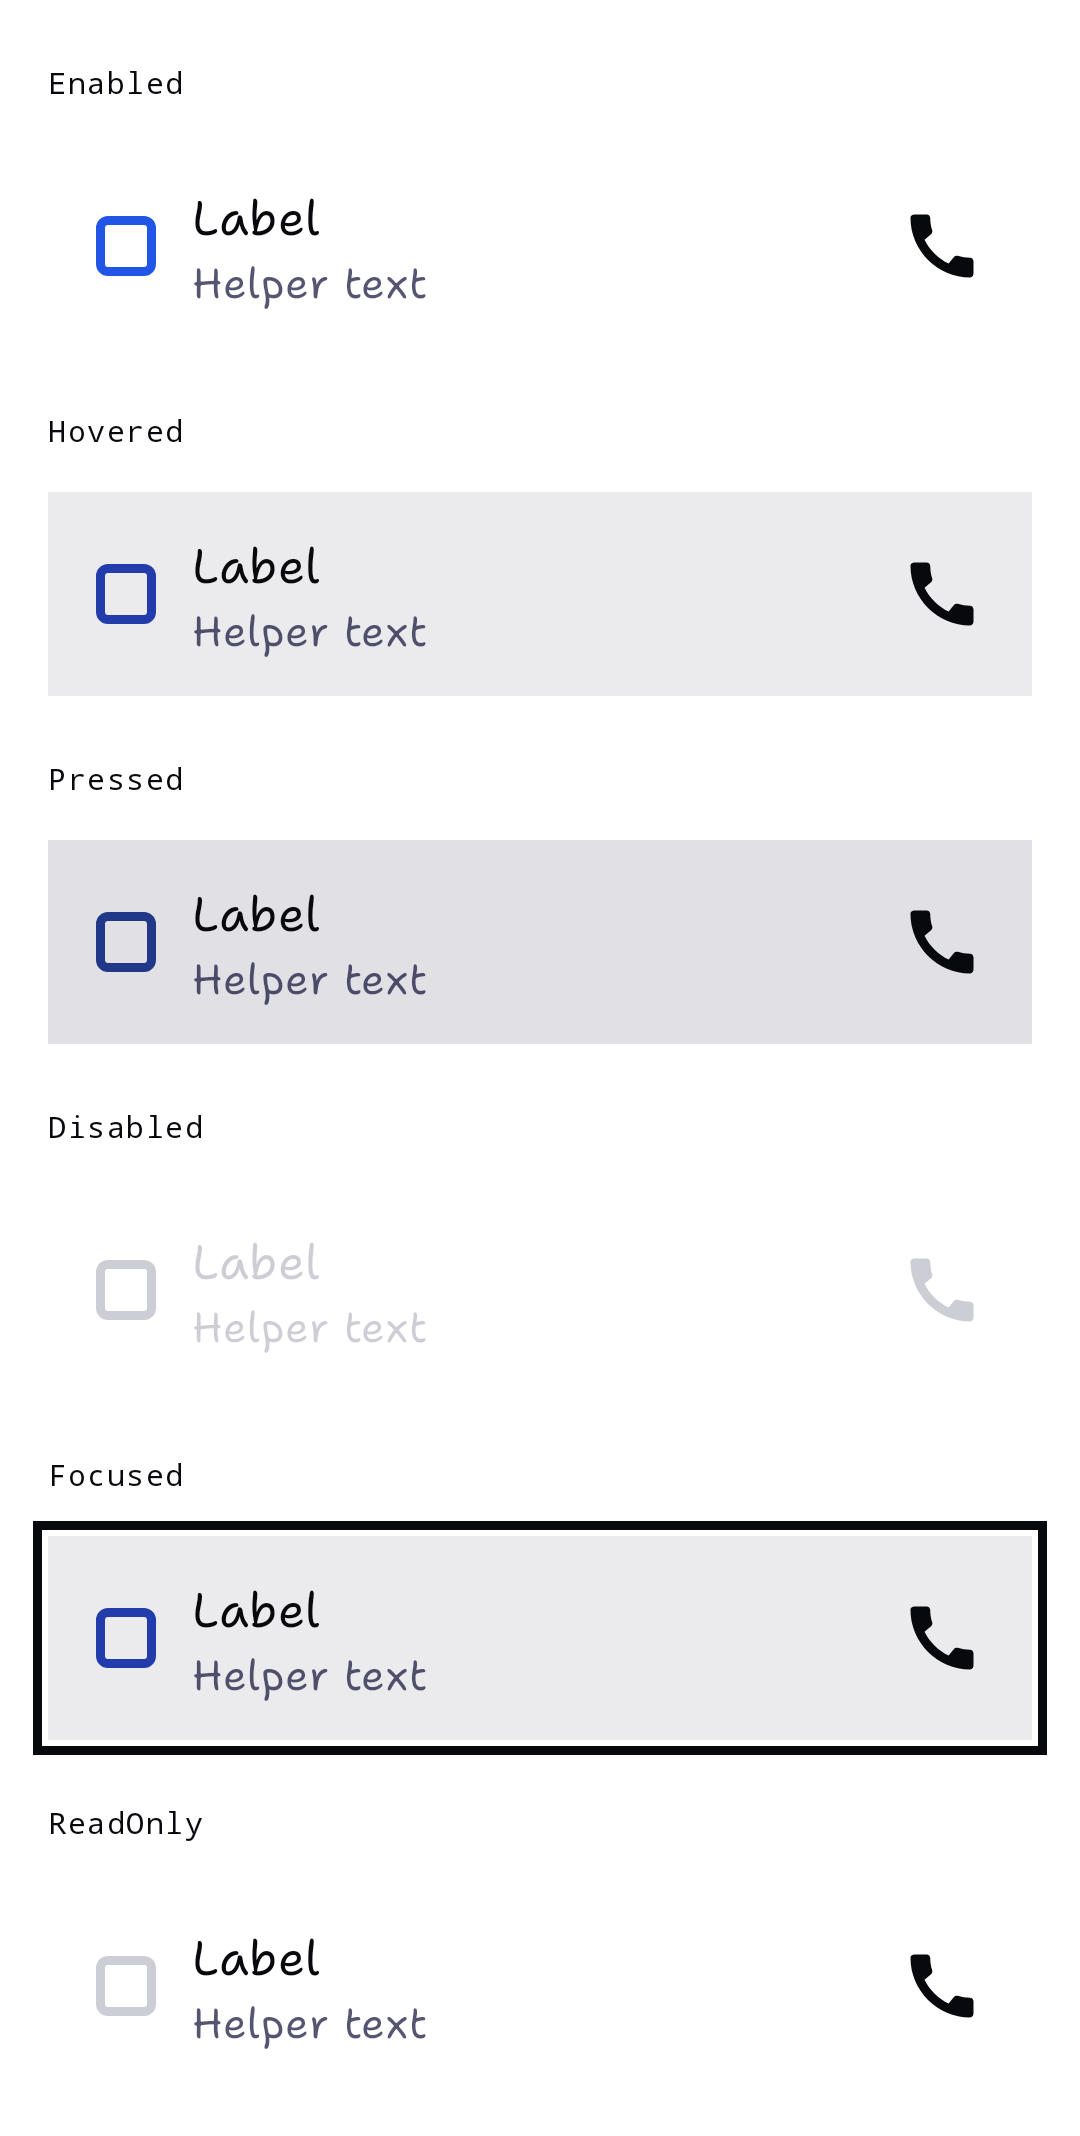 Enabled
Label
Helper text
Hovered
Label
Helper text
Pressed
Label
Helper text
Disabled
Label
Helper text
Focused
Label
Helper text
ReadOnly
Label
Helper text